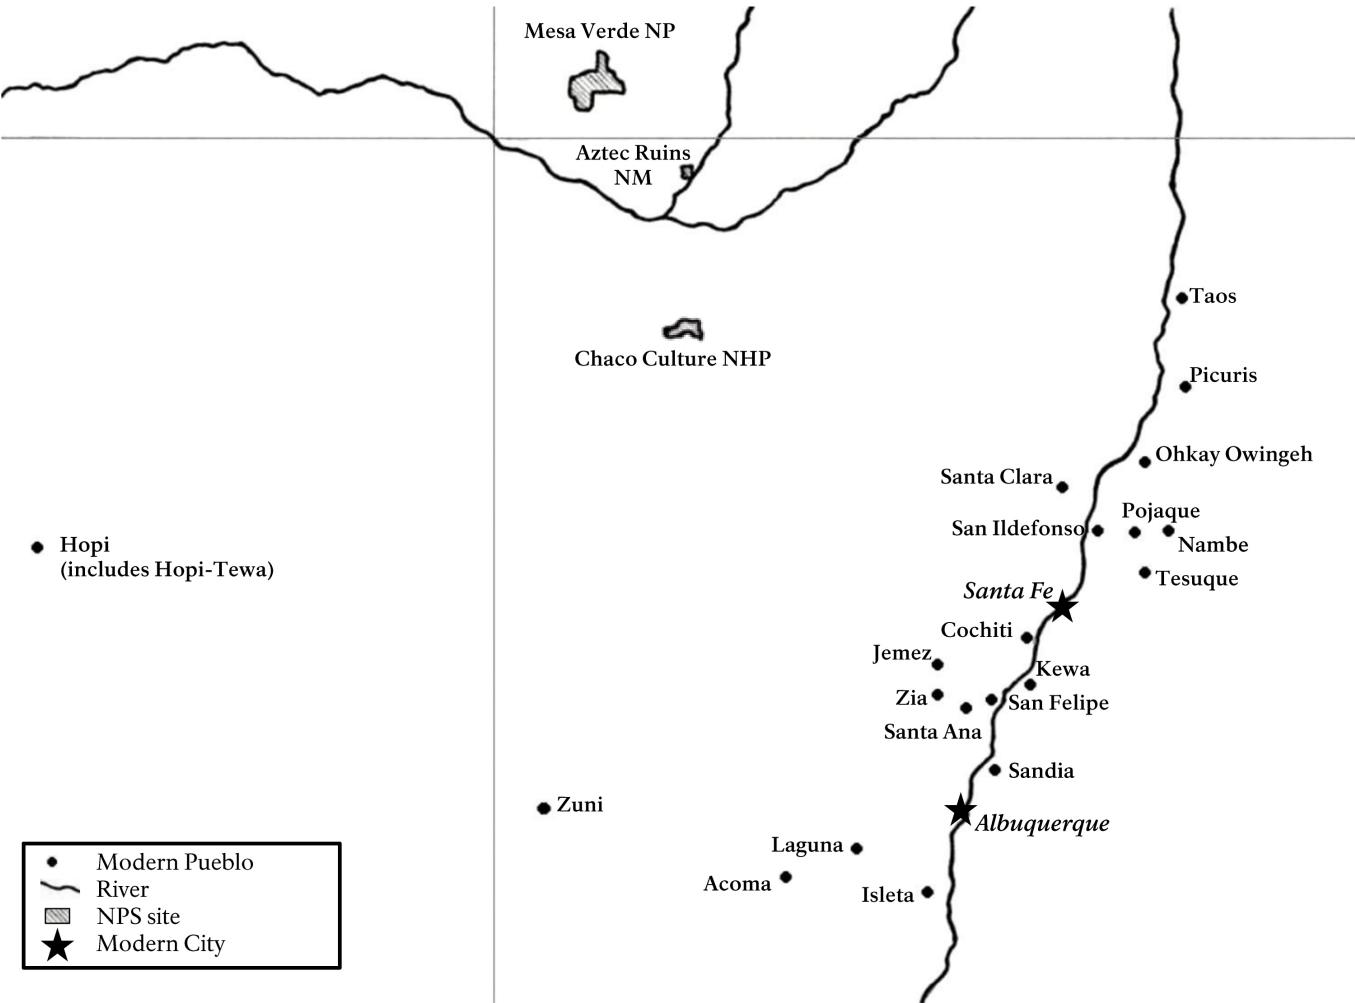 Mesa Verde NP
Aztec Ruins
NM
Chaco Culture NHP
Taos
Picuris
Ohkay Owingeh
Santa Clara
Pojaque
San Ildefonso
Nambe
Hopi
(includes Hopi-Tewa)
Tesuque
Santa Fe
Cochiti
Jemez
Kewa
Zia
San Felipe
Santa Ana
Sandia
Zuni
Albuquerque
Laguna
Acoma
Isleta
Modern Pueblo
River
NPS site
Modern City